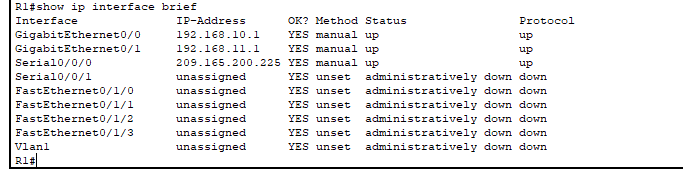 R1#show ip interface brief
Interface IP-Address OK? Method Status Protocol
GigabitEthernet0/0 192.168.10.1 YES manual up up
GigabitEthernet0/1 192.168.11.1 YES manual up up
Serial0/0/0 209.165.200.225 YES manual up up
Serial0/0/1 unassigned YES unset administratively down down
FastEthernet0/1/0 unassigned YES unset administratively down down
FastEthernet0/1/1 unassigned YES unset administratively down down
FastEthernet0/1/2 unassigned YES unset administratively down down
FastEthernet0/1/3 unassigned YES unset administratively down down
Vlan1 unassigned YES unset administratively down down
R1#